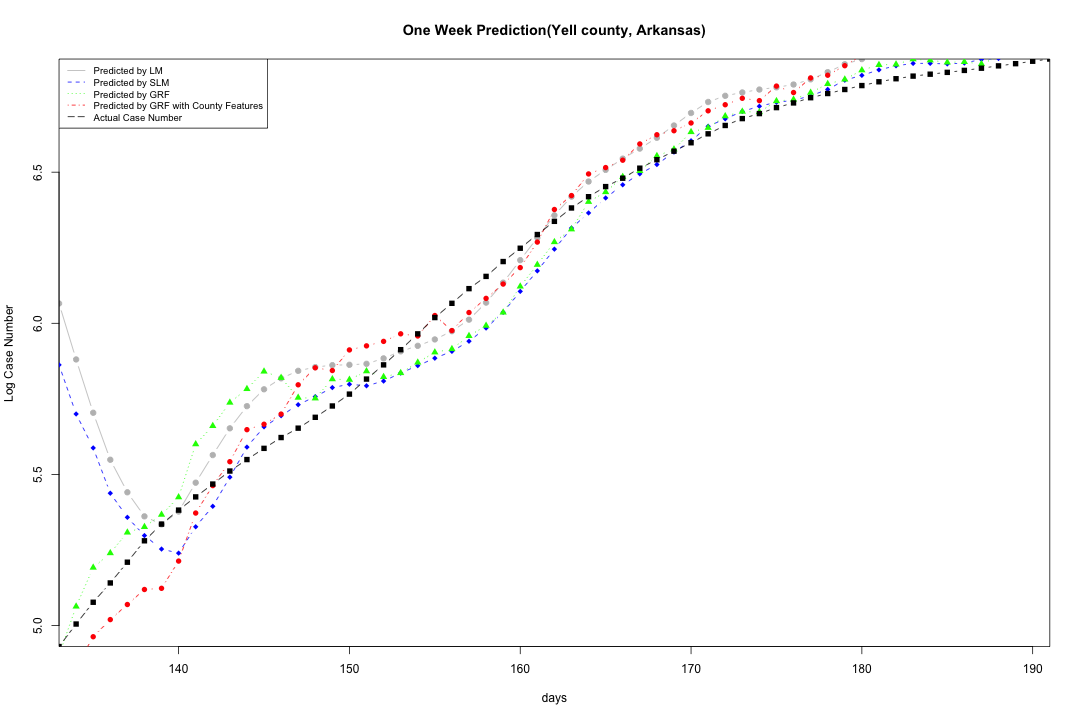 One Week Prediction(Yell county, Arkansas)
Predicted by LM
Predicted by SLM
Predicted by GRF
Predicted by GRF with County Features
Actual Case Number
Log Case Number
6.5
6.0
5.5
5.0
140 150 160 170 180 190
days